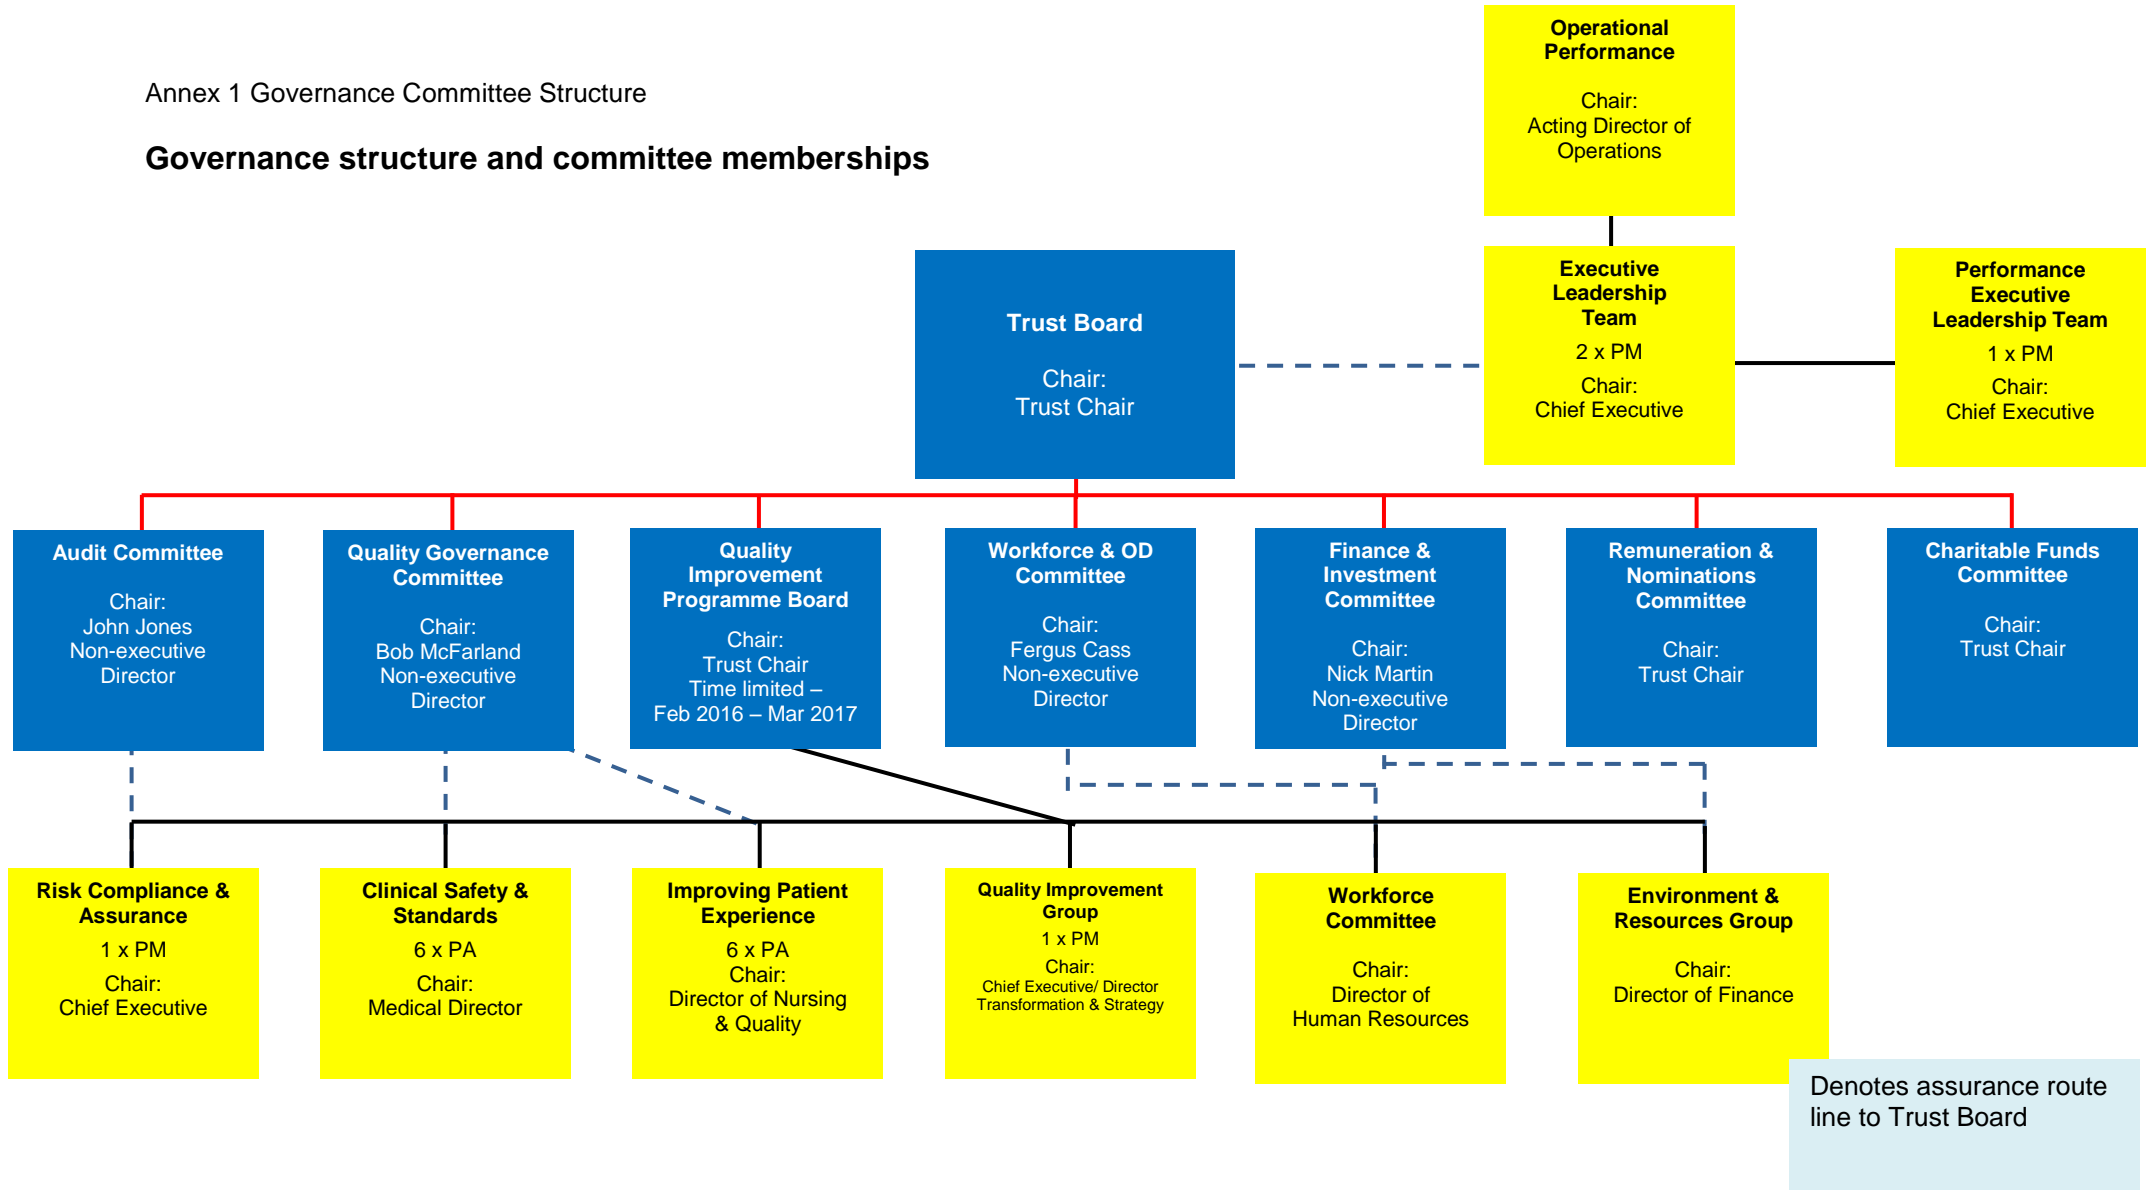 Annex 1 Governance Committee Structure
Governance structure and committee memberships
Operational
Performance
Chair:
Acting Director of
Operations
Trust Board
Chair:
Trust Chair
Executive
Leadership
Team
2 x PM
Chair:
Chief Executive
Performance
Executive
Leadership Team
1 x PM
Chair:
Chief Executive
Audit Committee
Chair:
John Jones
Non-executive
Director
Quality Governance
Committee
Chair:
Bob McFarland
Non-executive
Director
Quality
Improvement
Programme Board
Chair:
Trust Chair
Time limited –
Feb 2016 – Mar 2017
Workforce & OD
Committee
Chair:
Fergus Cass
Non-executive
Director
Finance &
Investment
Committee
Chair:
Nick Martin
Non-executive
Director
Remuneration &
Nominations
Committee
Chair:
Trust Chair
Charitable Funds
Committee
Chair:
Trust Chair
Risk Compliance &
Assurance
1 x PM
Chair:
Chief Executive
Clinical Safety &
Standards
6 x PA
Chair:
Medical Director
Improving Patient
Experience
6 x PA
Chair:
Director of Nursing
& Quality
Quality Improvement
Group
1 x PM
Chair:
Chief Executive/ Director
Transformation & Strategy
Workforce
Committee
Chair:
Director of
Human Resources
Environment &
Resources Group
Chair:
Director of Finance
Denotes assurance route
line to Trust Board